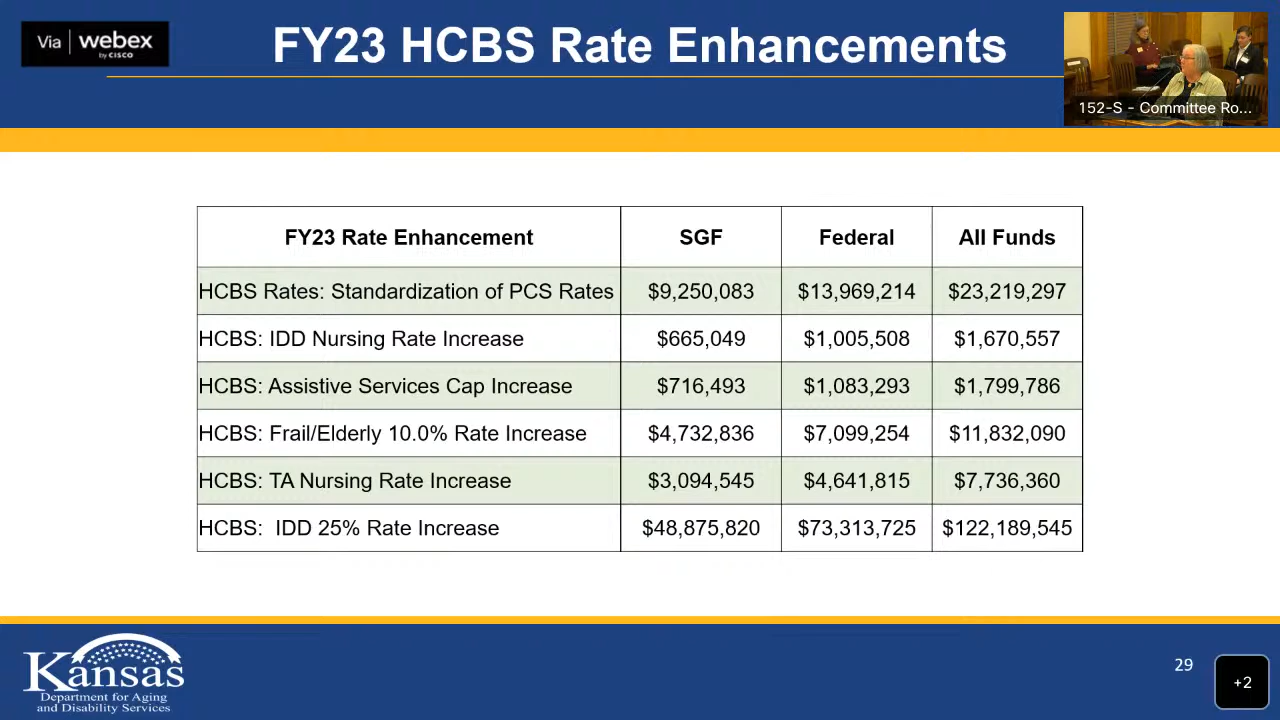 Via webex
by CISCO
FY23 HCBS Rate Enhancements
152-S - Committee Ro...
FY23 Rate Enhancement SGF Federal All Funds
HCBS Rates: Standardization of PCS Rates $9,250,083 $13,969,214 $23,219,297
HCBS: IDD Nursing Rate Increase $665,049 $1,005,508 $1,670,557
HCBS: Assistive Services Cap Increase $716,493 $1,083,293 $1,799,786
HCBS: Frail/Elderly 10.0% Rate Increase $4,732,836 $7,099,254 $11,832,090
HCBS: TA Nursing Rate Increase $3,094,545 $4,641,815 $7,736,360
HCBS: IDD 25% Rate Increase $48,875,820 $73,313,725 $122,189,545
Kansas
Department for Aging
and Disability Services
29
+2